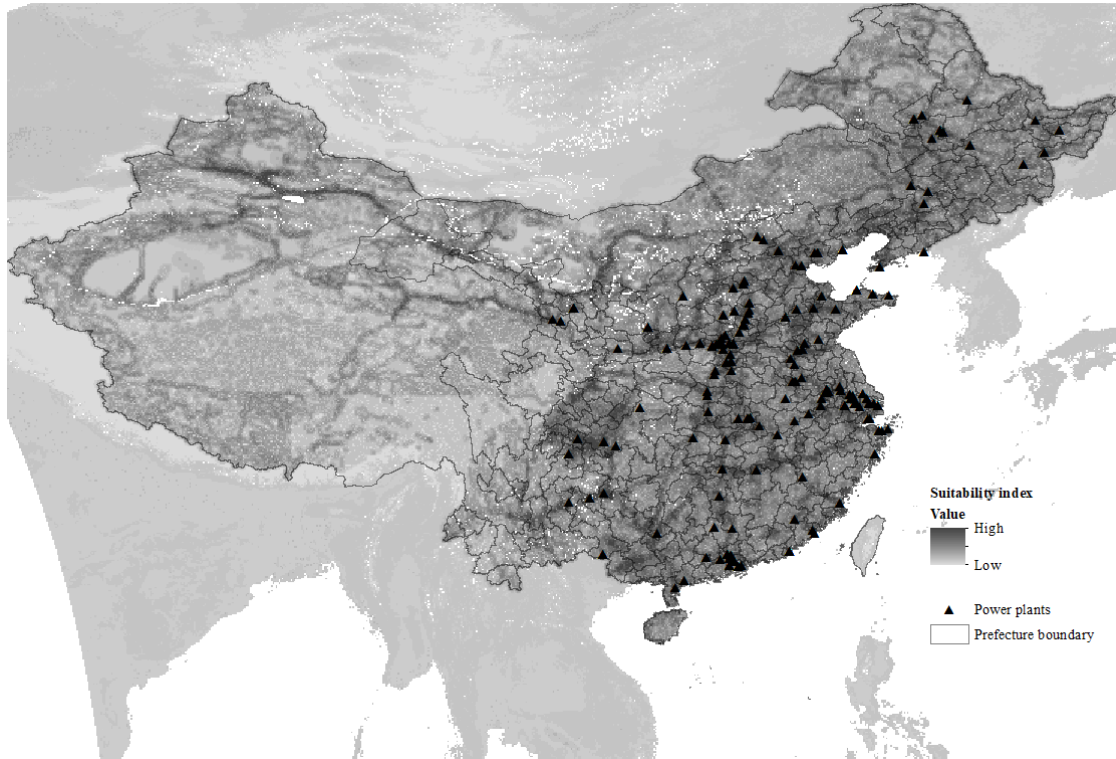 Suitability index
Value
High
Low
Power plants
Prefecture boundary